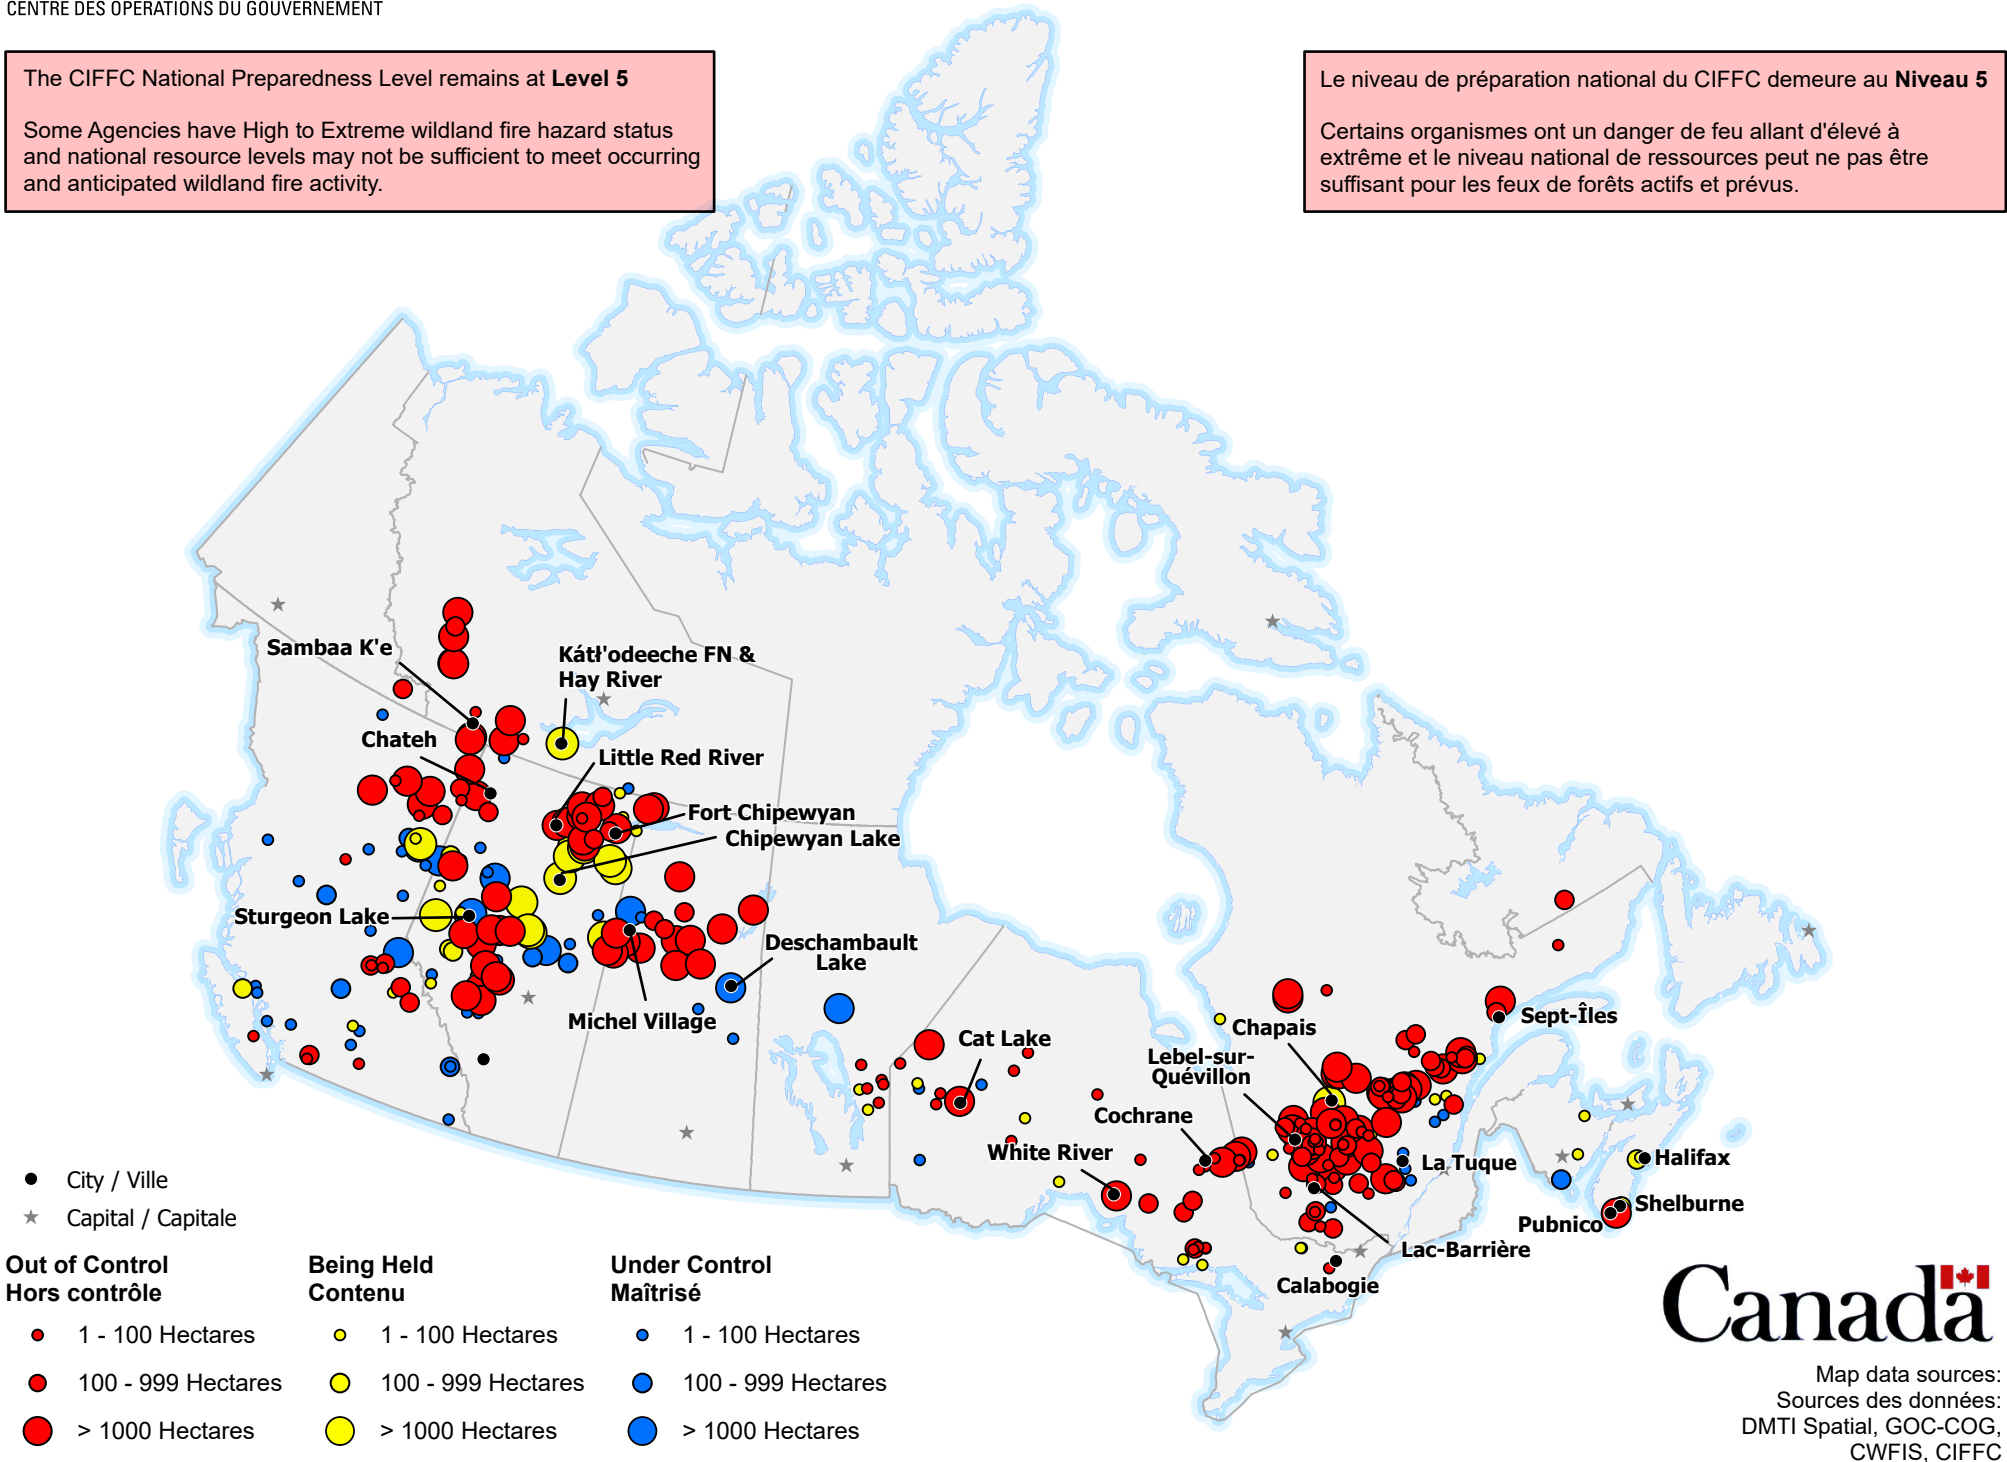 CENTRE DES OPÉRATIONS DU GOUVERNEMENT
The CIFFC National Preparedness Level remains at Level 5
Some Agencies have High to Extreme wildland fire hazard status
and national resource levels may not be sufficient to meet occurring
and anticipated wildland fire activity.
Le niveau de préparation national du CIFFC demeure au Niveau 5
Certains organismes ont un danger de feu allant d'élevé à
extrême et le niveau national de ressources peut ne pas être
suffisant pour les feux de forêts actifs et prévus.
Sambaa K'e
Kátł'odeeche FN &
Hay River
Chateh
Little Red River
Fort Chipewyan
Chipewyan Lake
Sturgeon Lake
Deschambault
Lake
Michel Village
Cat Lake
Sept-Îles
Chapais
Lebel-sur-
Quévillon
Cochrane
White River
La Tuque
Halifax
Shelburne
Pubnico
Lac-Barrière
Calabogie
City / Ville
Capital / Capitale
Out of Control
Hors contrôle
1 - 100 Hectares
100 - 999 Hectares
> 1000 Hectares
Being Held
Contenu
1 - 100 Hectares
100 - 999 Hectares
> 1000 Hectares
Under Control
Maîtrisé
1 - 100 Hectares
100 - 999 Hectares
> 1000 Hectares
Canada
Map data sources:
Sources des données:
DMTI Spatial, GOC-COG,
CWFIS, CIFFC